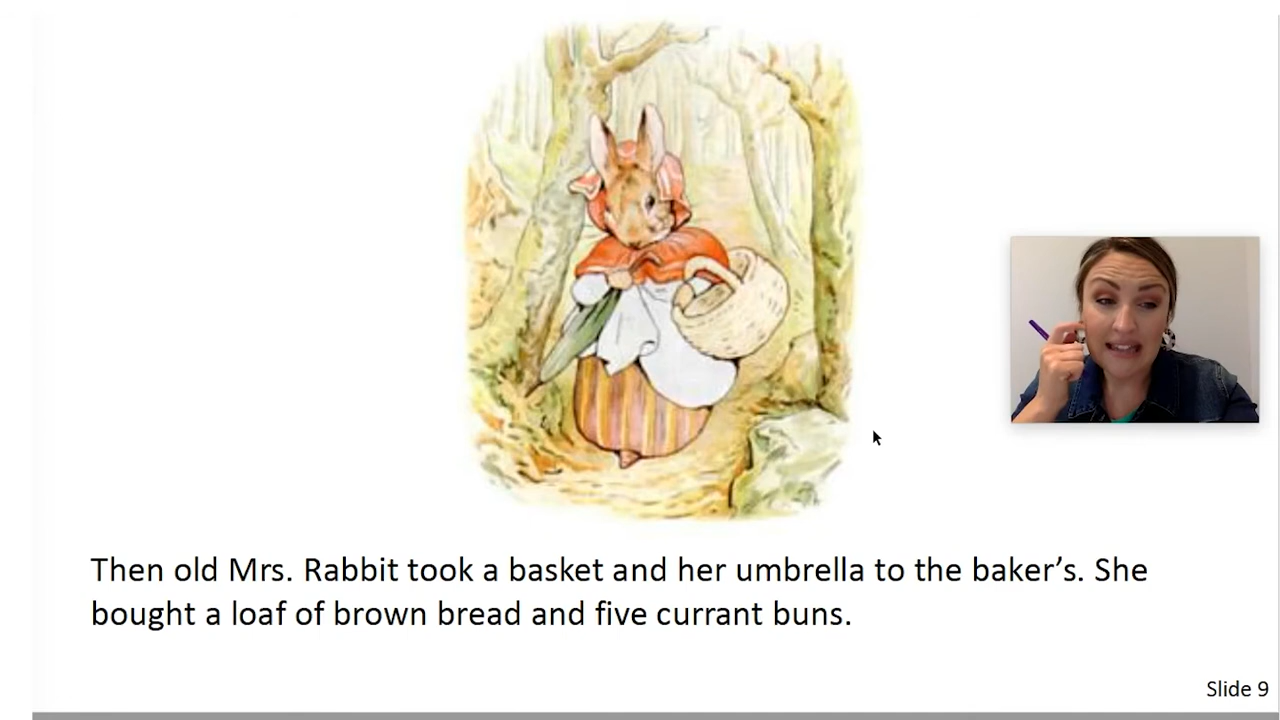 Then old Mrs. Rabbit took a basket and her umbrella to the baker’s. She
bought a loaf of brown bread and five currant buns.
Slide 9